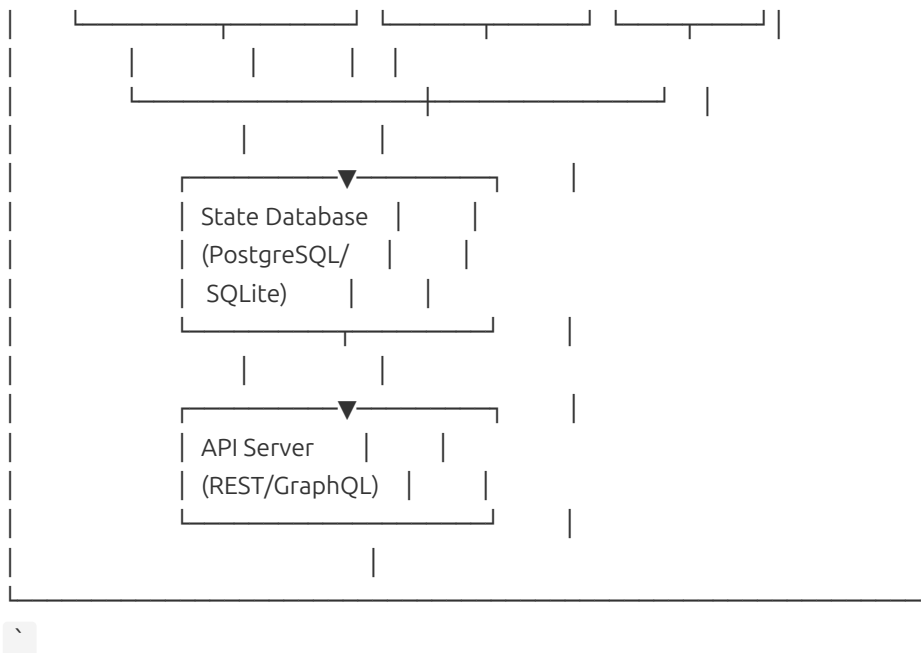 State Database
(PostgreSQL/
SQLite)
API Server
(REST/GraphQL)
`